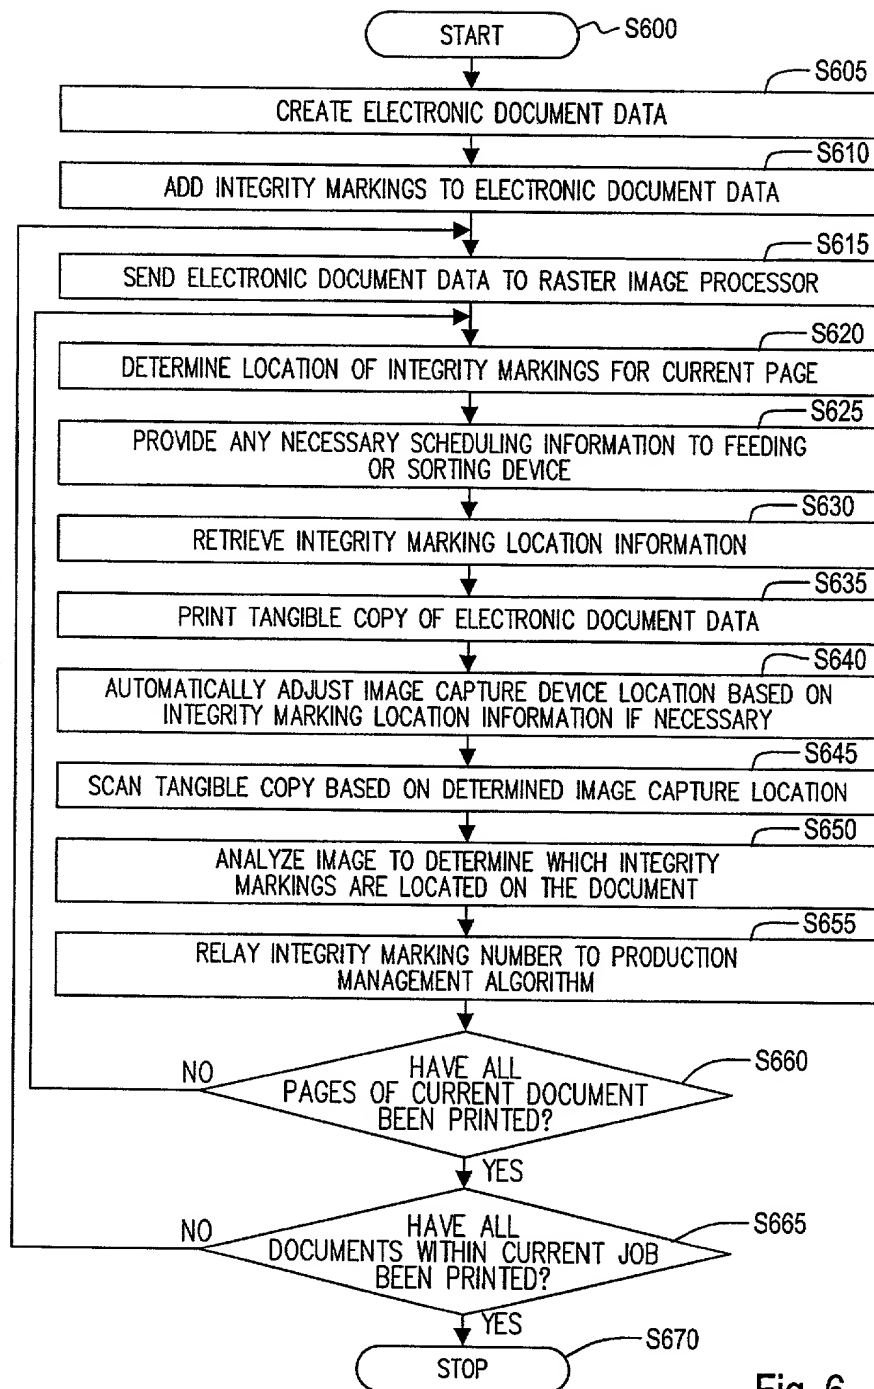 START
S600
S605
CREATE ELECTRONIC DOCUMENT DATA
S610
ADD INTEGRITY MARKINGS TO ELECTRONIC DOCUMENT DATA
S615
SEND ELECTRONIC DOCUMENT DATA TO RASTER IMAGE PROCESSOR
S620
DETERMINE LOCATION OF INTEGRITY MARKINGS FOR CURRENT PAGE
S625
PROVIDE ANY NECESSARY SCHEDULING INFORMATION TO FEEDING
OR SORTING DEVICE
S630
RETRIEVE INTEGRITY MARKING LOCATION INFORMATION
S635
PRINT TANGIBLE COPY OF ELECTRONIC DOCUMENT DATA
S640
AUTOMATICALLY ADJUST IMAGE CAPTURE DEVICE LOCATION BASED ON
INTEGRITY MARKING LOCATION INFORMATION IF NECESSARY
S645
SCAN TANGIBLE COPY BASED ON DETERMINED IMAGE CAPTURE LOCATION
S650
ANALYZE IMAGE TO DETERMINE WHICH INTEGRITY
MARKINGS ARE LOCATED ON THE DOCUMENT
S655
RELAY INTEGRITY MARKING NUMBER TO PRODUCTION
MANAGEMENT ALGORITHM
NO
HAVE ALL
PAGES OF CURRENT DOCUMENT
BEEN PRINTED?
S660
YES
NO
HAVE ALL
DOCUMENTS WITHIN CURRENT JOB
BEEN PRINTED?
S665
YES
STOP
S670
Fig. 6